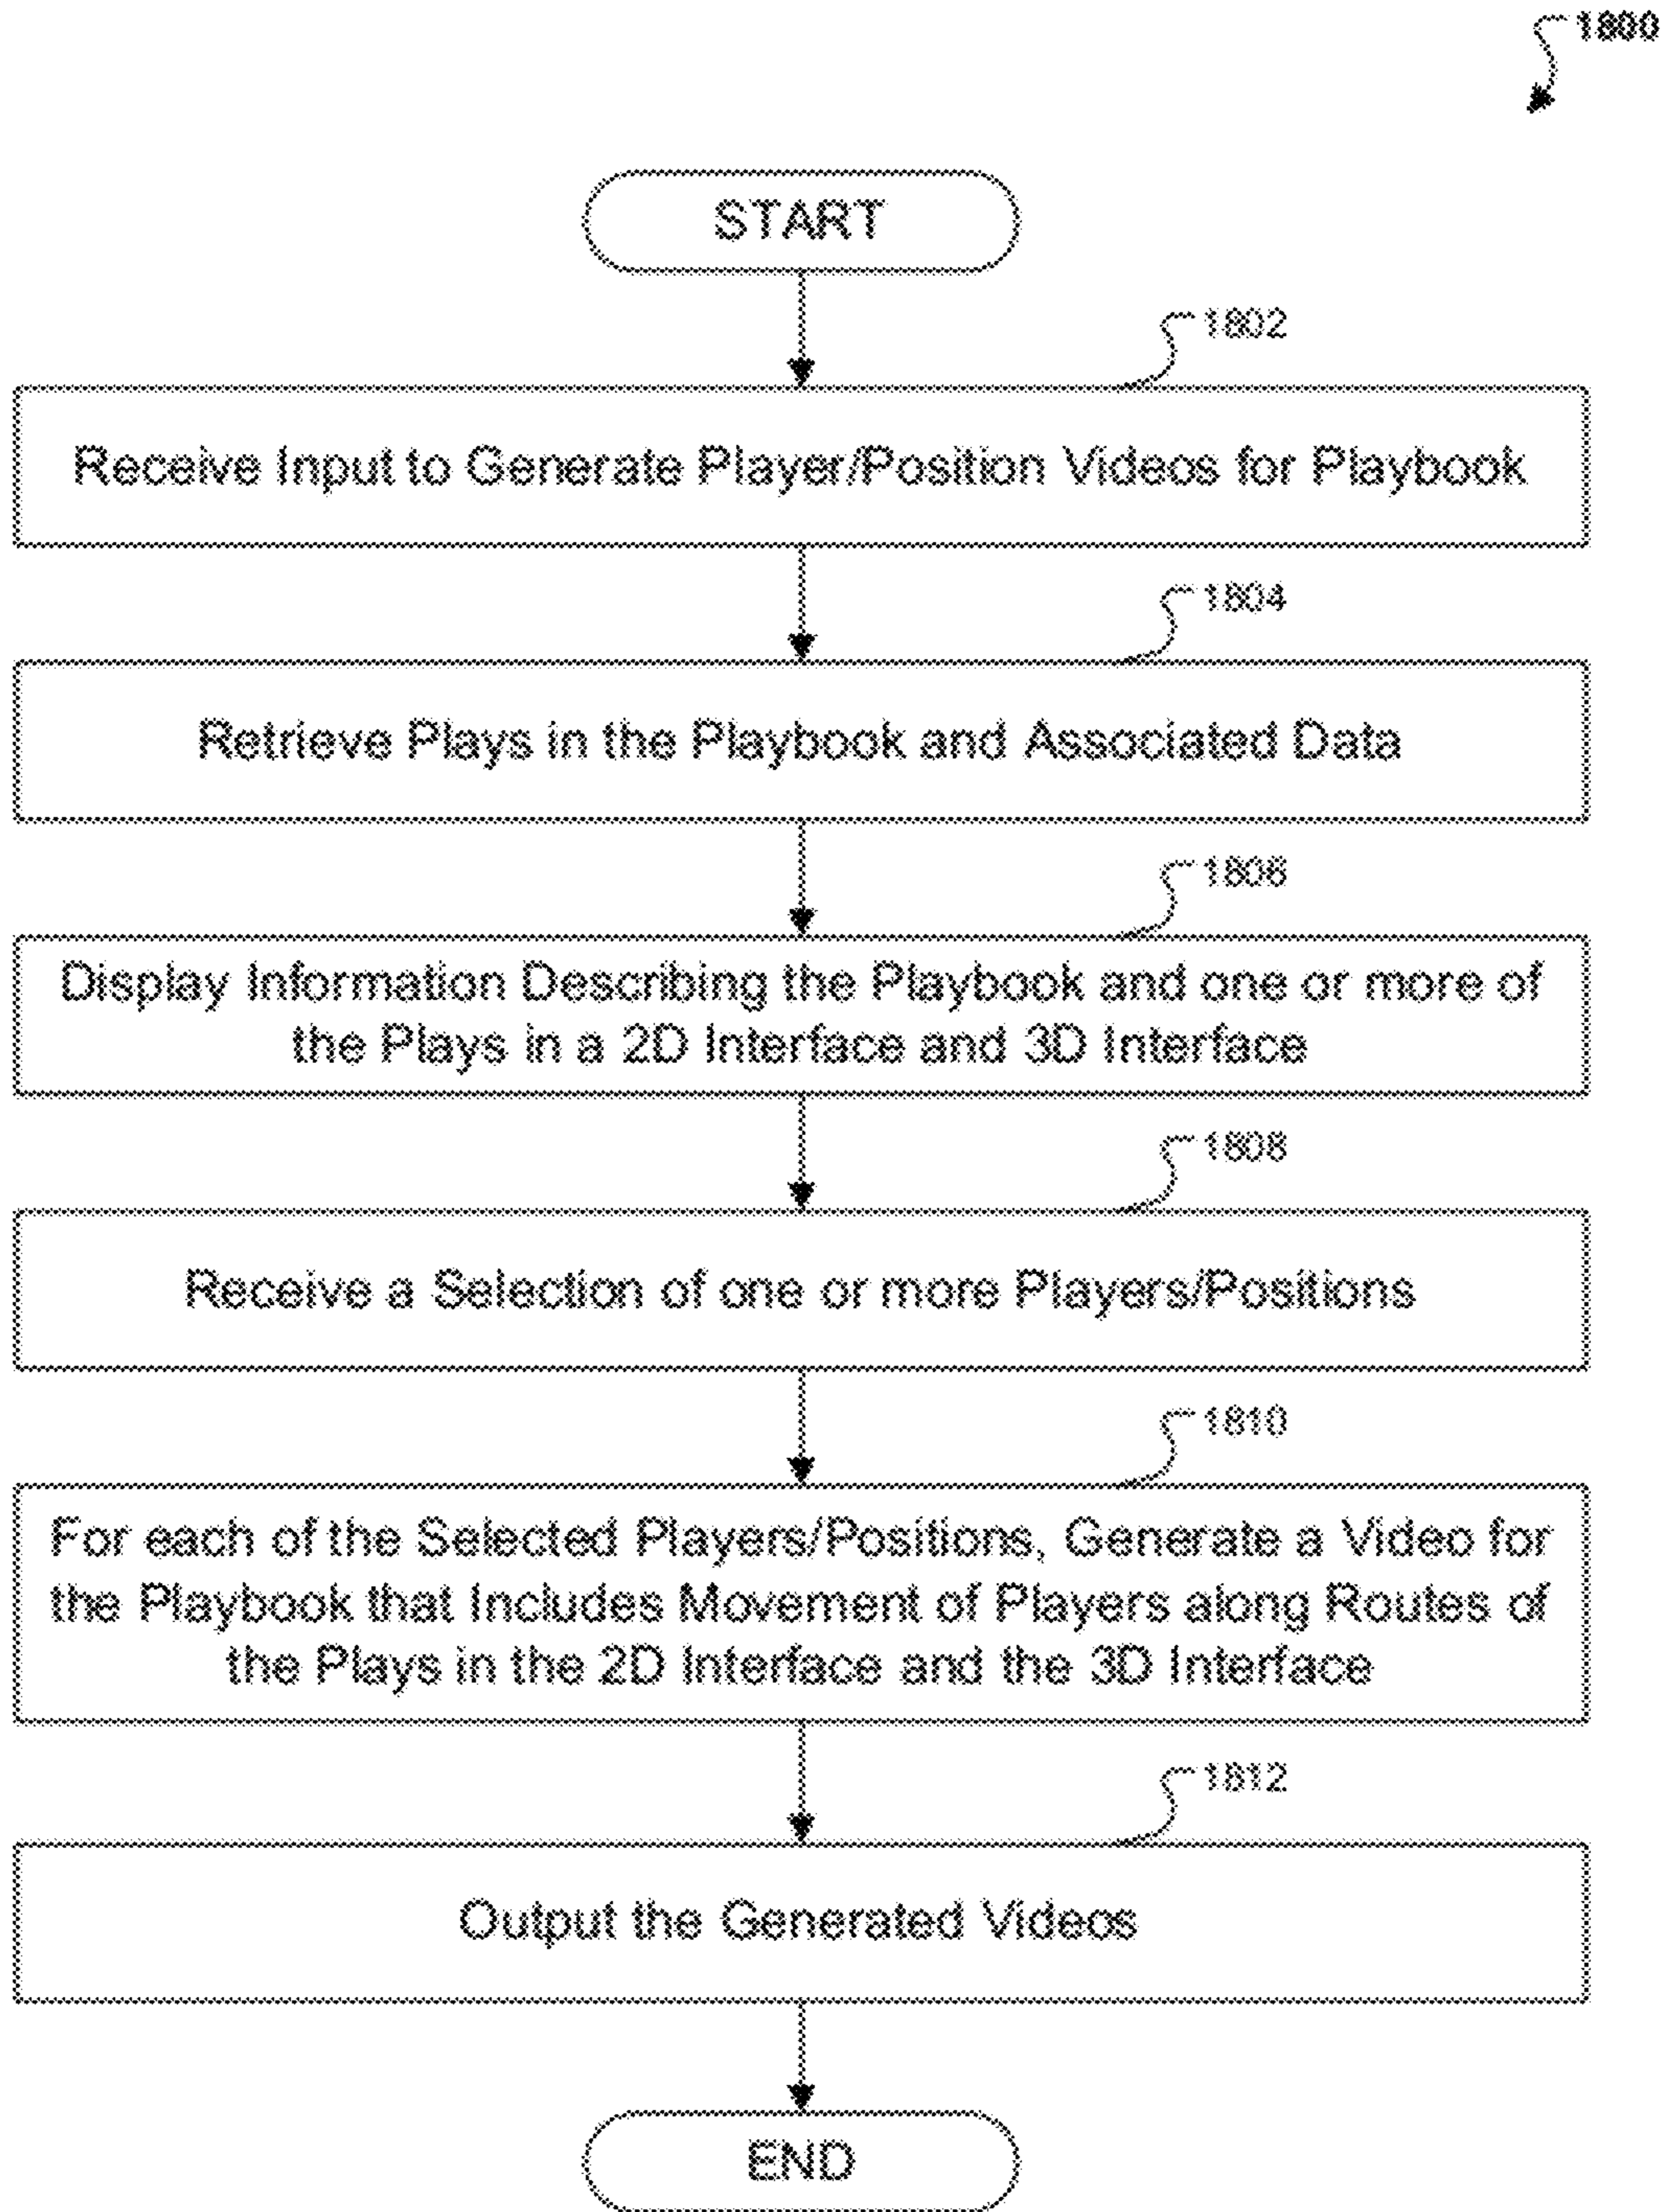 1800
START
1802
Receive Input to Generate Player/Position Videos for Playbook
1804
Retrieve Plays in the Playbook and Associated Data
1806
Display Information Describing the Playbook and one or more of
the Plays in a 2D Interface and 3D Interface
1808
Receive a Selection of one or more Players/Positions
1810
For each of the Selected Players/Positions, Generate a Video for
the Playbook that Includes Movement of Players along Routes of
the Plays in the 2D Interface and the 3D Interface
1812
Output the Generated Videos
END